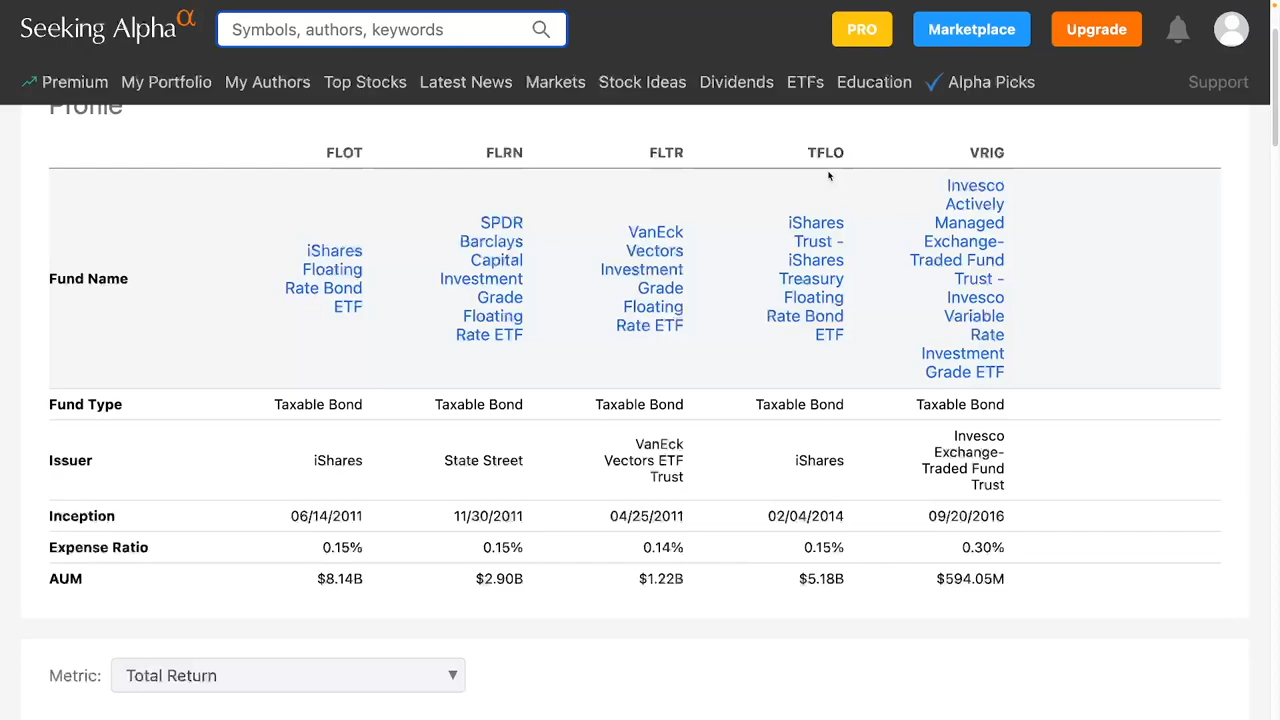 Seeking Alpha α
Symbols, authors, keywords
PRO
Marketplace
Upgrade
Premium My Portfolio My Authors Top Stocks Latest News Markets Stock Ideas Dividends ETFs Education Alpha Picks Support
Profile
FLOT FLRN FLTR TFLO VRIG
Fund Name
iShares
Floating
Rate Bond
ETF
SPDR
Barclays
Capital
Investment
Grade
Floating
Rate ETF
VanEck
Vectors
Investment
Grade
Floating
Rate ETF
iShares
Trust -
iShares
Treasury
Floating
Rate Bond
ETF
Invesco
Actively
Managed
Exchange-
Traded Fund
Trust -
Invesco
Variable
Rate
Investment
Grade ETF
Fund Type Taxable Bond Taxable Bond Taxable Bond Taxable Bond Taxable Bond
Issuer
iShares
State Street
VanEck
Vectors ETF
Trust
iShares
Invesco
Exchange-
Traded Fund
Trust
Inception 06/14/2011 11/30/2011 04/25/2011 02/04/2014 09/20/2016
Expense Ratio 0.15% 0.15% 0.14% 0.15% 0.30%
AUM $8.14B $2.90B $1.22B $5.18B $594.05M
Metric: Total Return